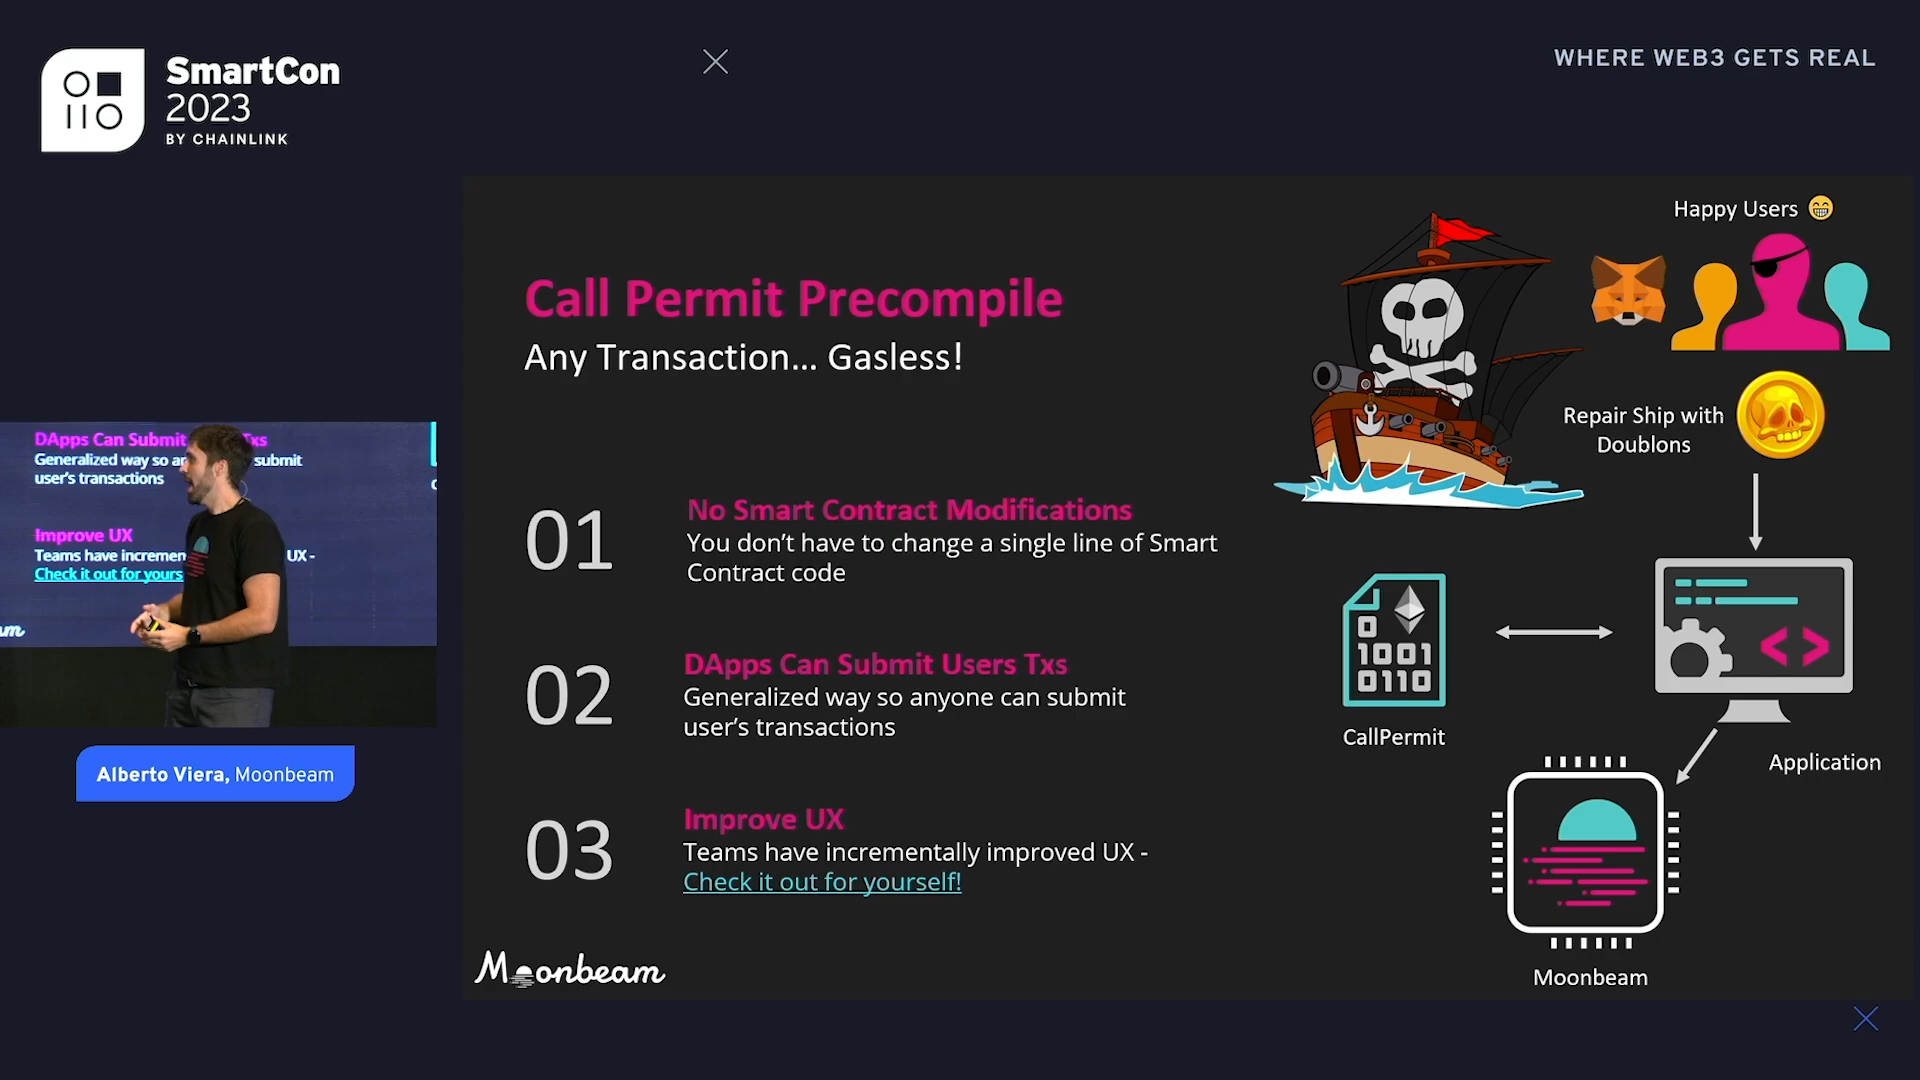 SmartCon
2023
BY CHAINLINK
WHERE WEB3 GETS REAL
DApps Can Submit Txs
Generalized way so submit
user's transactions
Improve UX
Teams have UX -
Check it out for
Alberto Viera, Moonbeam
Call Permit Precompile
Any Transaction... Gasless!
01
No Smart Contract Modifications
You don't have to change a single line of Smart
Contract code
02
DApps Can Submit Users Txs
Generalized way so anyone can submit
user's transactions
03
Improve UX
Teams have incrementally improved UX -
Check it out for yourself!
Moonbeam
Happy Users
Repair Ship with
Doublons
0
1001
0110
CallPermit
< >
Application
Moonbeam